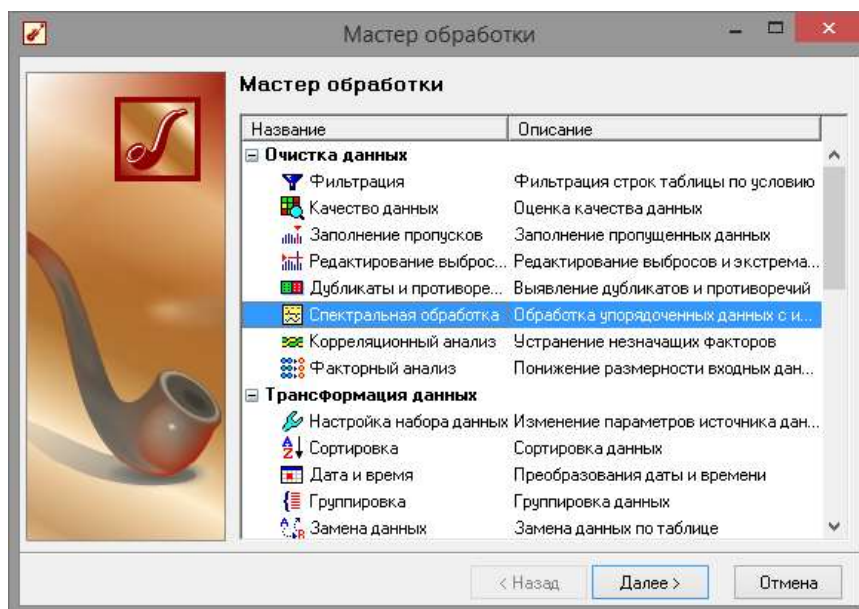 Мастер обработки
Мастер обработки
Название Описание
Очистка данных
Фильтрация Фильтрация строк таблицы по условию
Качество данных Оценка качества данных
Заполнение пропусков Заполнение пропущенных данных
Редактирование выброс... Редактирование выбросов и экстрема...
Дубликаты и противоре... Выявление дубликатов и противоречий
Спектральная обработка Обработка упорядоченных данных с и...
Корреляционный анализ Устранение незначащих факторов
Факторный анализ Понижение размерности входных дан...
Трансформация данных
Настройка набора данных Изменение параметров источника дан...
Сортировка Сортировка данных
Дата и время Преобразования даты и времени
Группировка Группировка данных
Замена данных Замена данных по таблице
< Назад Далее > Отмена